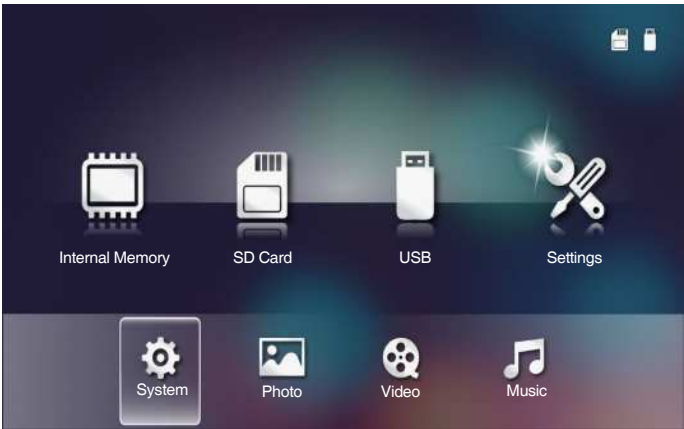 Internal Memory
SD Card
USB
Settings
System
Photo
Video
Music